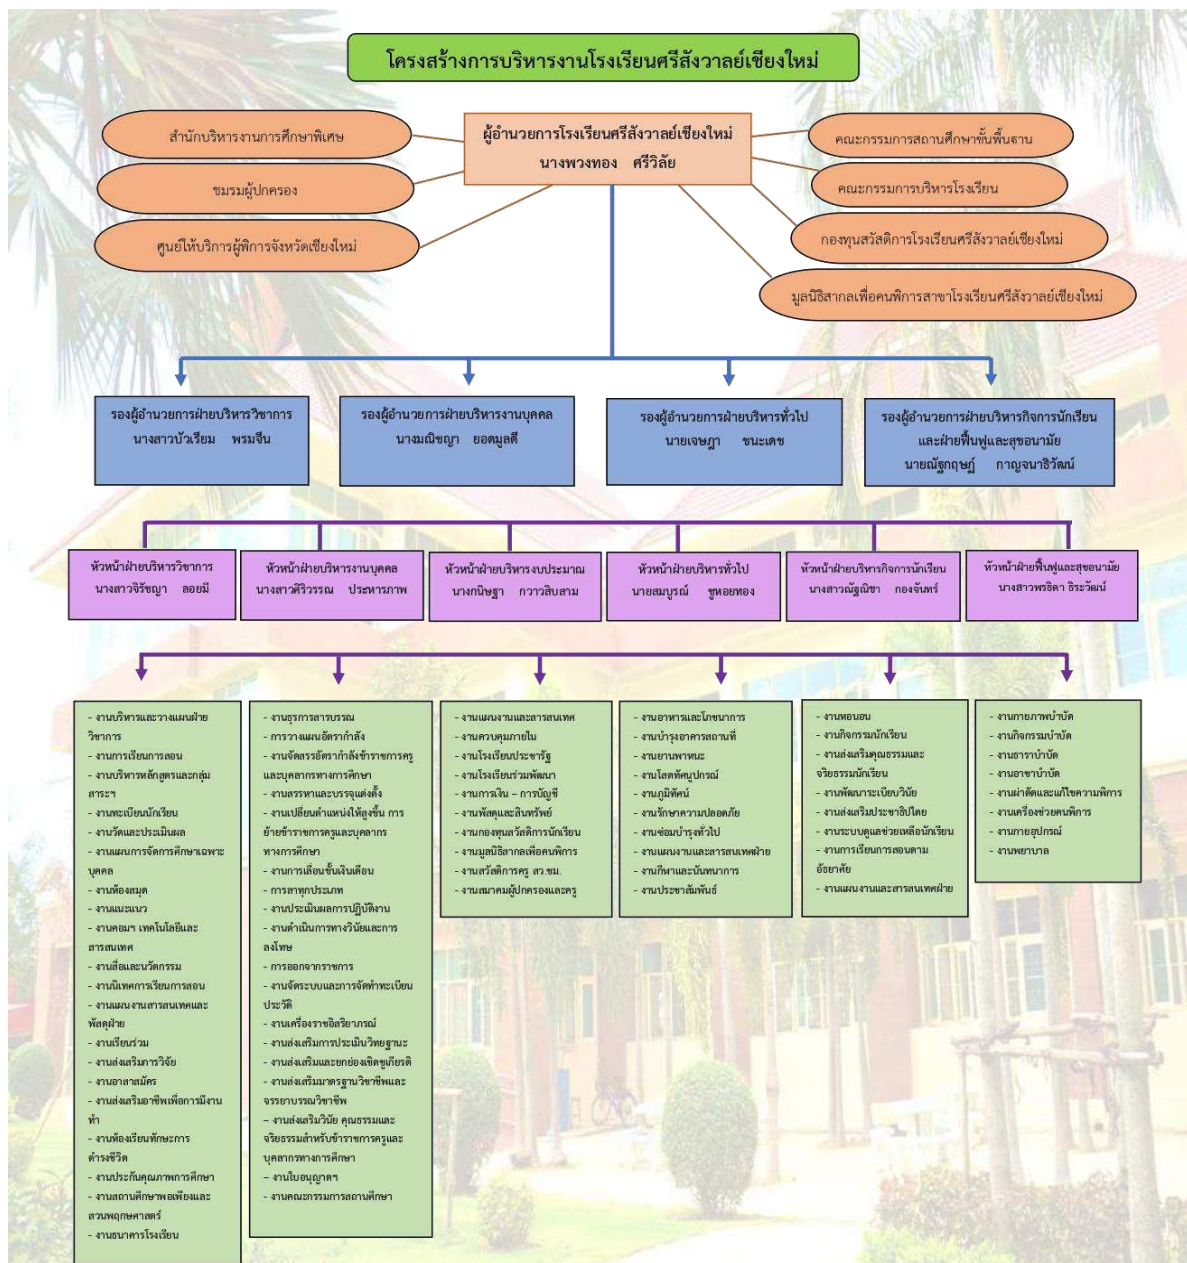 โครงสร้างการบริหารงานโรงเรียนศรีสังวาลย์เชียงใหม่
ผู้อำนวยการโรงเรียนศรีสังวาลย์เชียงใหม่
นางพวงทอง ศรีวิลัย
สำนักบริหารงานการศึกษาพิเศษ
ชมรมผู้ปกครอง
ศูนย์ให้บริการผู้พิการจังหวัดเชียงใหม่
คณะกรรมการสถานศึกษาขั้นพื้นฐาน
คณะกรรมการบริหารโรงเรียน
กองทุนสวัสดิการโรงเรียนศรีสังวาลย์เชียงใหม่
มูลนิธิสากลเพื่อคนพิการสาขาโรงเรียนศรีสังวาลย์เชียงใหม่
รองผู้อำนวยการฝ่ายบริหารวิชาการ
นางสาวบัวเรียม พรมจีน
รองผู้อำนวยการฝ่ายบริหารงานบุคคล
นางมณิชญา ยอดมูลดี
รองผู้อำนวยการฝ่ายบริหารทั่วไป
นายเจษฎา ชนะเดช
รองผู้อำนวยการฝ่ายบริหารกิจการนักเรียน
และฝ่ายฟื้นฟูและสุขอนามัย
นายณัฐกฤษฏ์ กาญจนาธิวัฒน์
หัวหน้าฝ่ายบริหารวิชาการ
นางสาวจิรัชญา ลอยมี
หัวหน้าฝ่ายบริหารงานบุคคล
นางสาวศิริวรรณ ประหารภาพ
หัวหน้าฝ่ายบริหารงบประมาณ
นางกนิษฐา กวาวสิบสาม
หัวหน้าฝ่ายบริหารทั่วไป
นายสมบูรณ์ ชูหอยทอง
หัวหน้าฝ่ายบริหารกิจการนักเรียน
นางสาวณัฐณิชา กองจันทร์
หัวหน้าฝ่ายฟื้นฟูและสุขอนามัย
นางสาวพรธิดา ธิระวัฒน์
- งานบริหารและวางแผนฝ่าย
วิชาการ
- งานการเรียนการสอน
- งานบริหารหลักสูตรและกลุ่ม
สาระฯ
- งานทะเบียนนักเรียน
- งานวัดและประเมินผล
- งานแผนการจัดการศึกษาเฉพาะ
บุคคล
- งานห้องสมุด
- งานแนะแนว
- งานคอมฯ เทคโนโลยีและ
สารสนเทศ
- งานสื่อและนวัตกรรม
- งานนิเทศการเรียนการสอน
- งานแผนงานสารสนเทศและ
พัสดุฝ่าย
- งานเรียนร่วม
- งานส่งเสริมการวิจัย
- งานอาสาสมัคร
- งานส่งเสริมอาชีพเพื่อการมีงาน
ทำ
- งานห้องเรียนทักษะการ
ดำรงชีวิต
- งานประกันคุณภาพการศึกษา
- งานสถานศึกษาพอเพียงและ
สวนพฤกษศาสตร์
- งานธนาคารโรงเรียน
- งานธุรการสารบรรณ
- การวางแผนอัตรากำลัง
- งานจัดสรรอัตรากำลังข้าราชการครู
และบุคลากรทางการศึกษา
- งานสรรหาและบรรจุแต่งตั้ง
- งานเปลี่ยนตำแหน่งให้สูงขึ้น การ
ย้ายข้าราชการครูและบุคลากร
ทางการศึกษา
- งานการเลื่อนขั้นเงินเดือน
- การลาทุกประเภท
- งานประเมินผลการปฏิบัติงาน
- งานดำเนินการทางวินัยและการ
ลงโทษ
- การออกจากราชการ
- งานจัดระบบและการจัดทำทะเบียน
ประวัติ
- งานเครื่องราชอิสริยาภรณ์
- งานส่งเสริมการประเมินวิทยฐานะ
- งานส่งเสริมและยกย่องเชิดชูเกียรติ
- งานส่งเสริมมาตรฐานวิชาชีพและ
จรรยาบรรณวิชาชีพ
– งานส่งเสริมวินัย คุณธรรมและ
จริยธรรมสำหรับข้าราชการครูและ
บุคลากรทางการศึกษา
– งานใบอนุญาตฯ
- งานคณะกรรมการสถานศึกษา
- งานแผนงานและสารสนเทศ
- งานควบคุมภายใน
- งานโรงเรียนประชารัฐ
- งานโรงเรียนร่วมพัฒนา
- งานการเงิน – การบัญชี
- งานพัสดุและสินทรัพย์
- งานกองทุนสวัสดิการนักเรียน
- งานมูลนิธิสากลเพื่อคนพิการ
- งานสวัสดิการครู สว.ชม.
- งานสมาคมผู้ปกครองและครู
- งานอาหารและโภชนาการ
- งานบำรุงอาคารสถานที่
- งานยานพาหนะ
- งานโสตทัศนูปกรณ์
- งานภูมิทัศน์
- งานรักษาความปลอดภัย
- งานซ่อมบำรุงทั่วไป
- งานแผนงานและสารสนเทศฝ่าย
- งานกีฬาและนันทนาการ
- งานประชาสัมพันธ์
- งานหอนอน
- งานกิจกรรมนักเรียน
- งานส่งเสริมคุณธรรมและ
จริยธรรมนักเรียน
- งานพัฒนาระเบียบวินัย
- งานส่งเสริมประชาธิปไตย
- งานระบบดูแลช่วยเหลือนักเรียน
- งานการเรียนการสอนตาม
อัธยาศัย
- งานแผนงานและสารสนเทศฝ่าย
- งานกายภาพบำบัด
- งานกิจกรรมบำบัด
- งานธาราบำบัด
- งานอาชาบำบัด
- งานผ่าตัดและแก้ไขความพิการ
- งานเครื่องช่วยคนพิการ
- งานกายอุปกรณ์
- งานพยาบาล